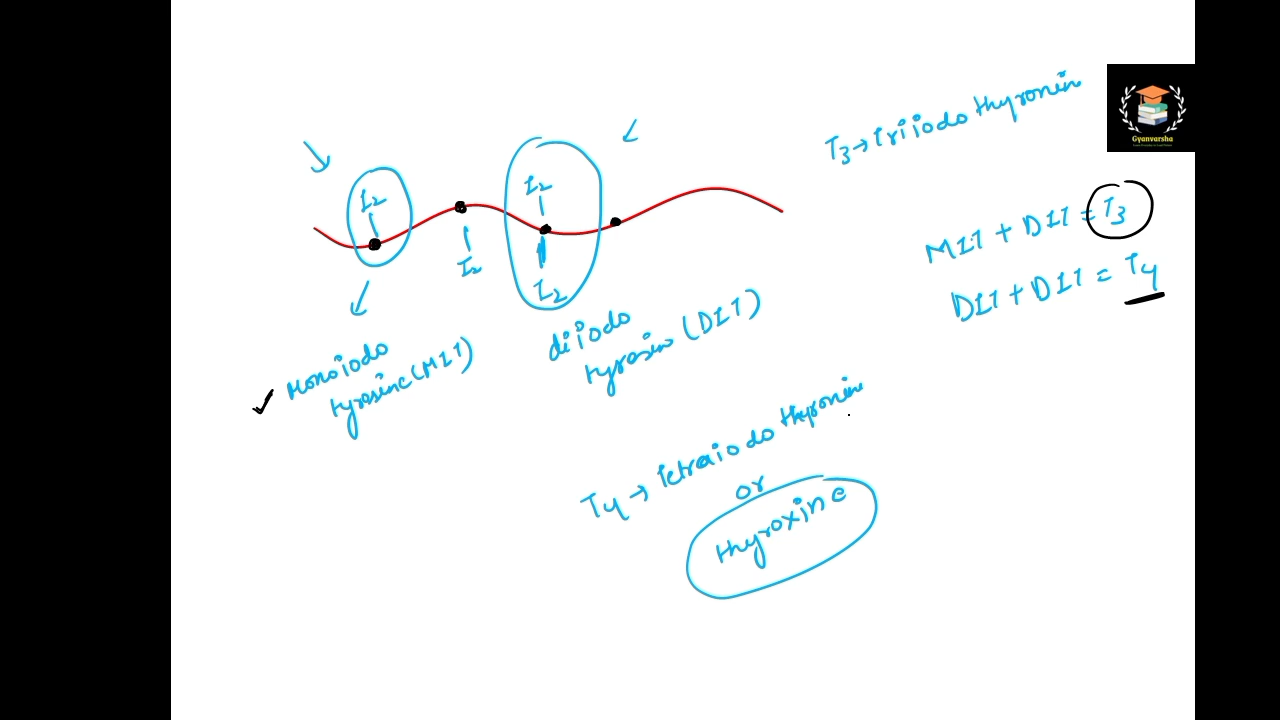 I2
I2
I2
I2
Monoiodo
tyrosine (MIT)
diiodo
tyrosin (DIT)
T3 → triiodo thyronin
MIT + DIT = T3
DIT + DIT = T4
T4 → Tetraiodo thyronin
or
thyroxine
Gyanvarsha